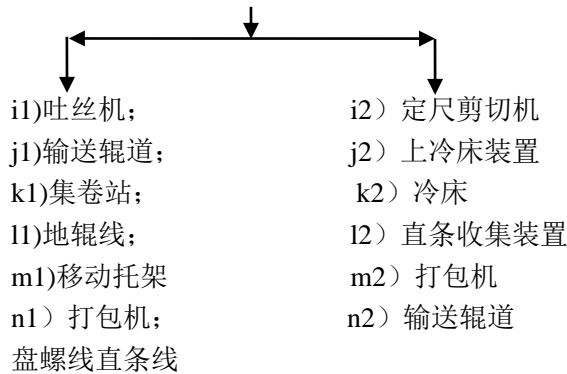 i1)吐丝机; i2）定尺剪切机
j1)输送辊道; j2）上冷床装置
k1)集卷站; k2）冷床
l1)地辊线; l2）直条收集装置
m1)移动托架 m2）打包机
n1）打包机; n2）输送辊道
盘螺线直条线